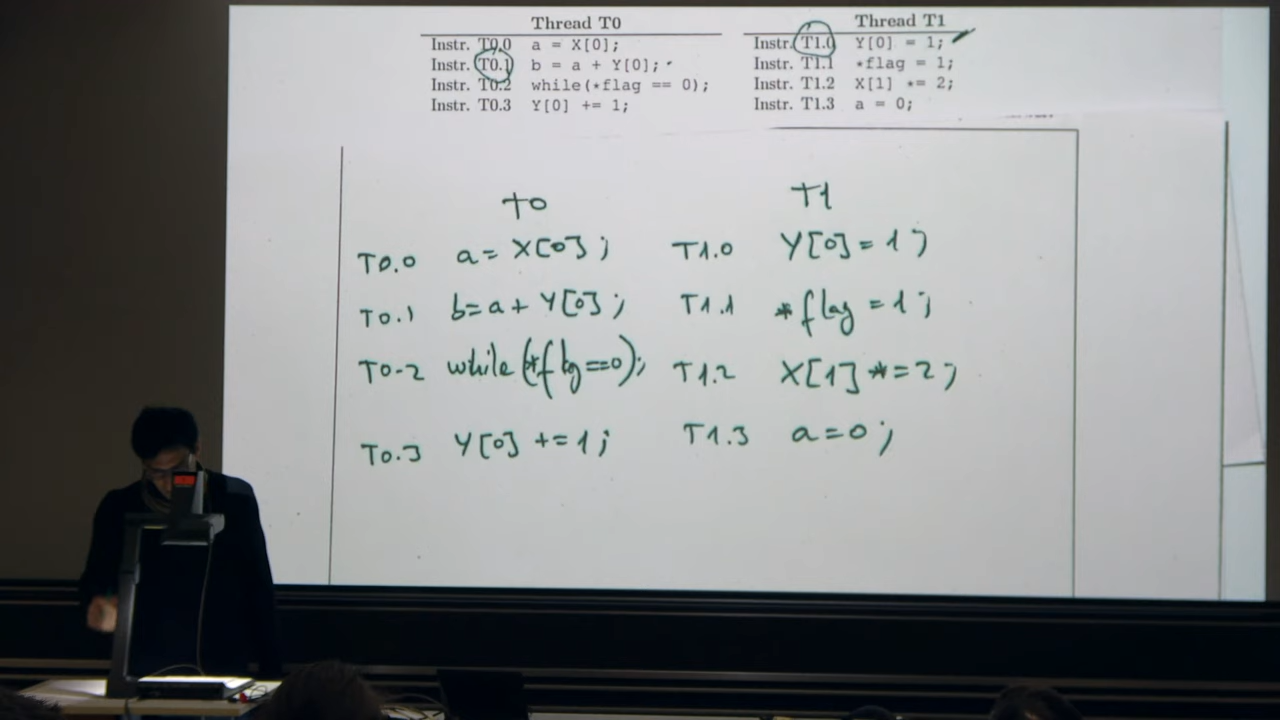 Thread T0 Thread T1
Instr. T0.0 a = X[0]; Instr. T1.0 Y[0] = 1;
Instr. T0.1 b = a + Y[0]; Instr. T1.1 *flag = 1;
Instr. T0.2 while(*flag == 0); Instr. T1.2 X[1] *= 2;
Instr. T0.3 Y[0] += 1; Instr. T1.3 a = 0;
T0 T1
T0.0 a = X[0]; T1.0 Y[0] = 1;
T0.1 b = a + Y[0]; T1.1 *flag = 1;
T0-2 while (*flg==0); T1.2 X[1] *= 2;
T0.3 Y[0] += 1; T1.3 a = 0;